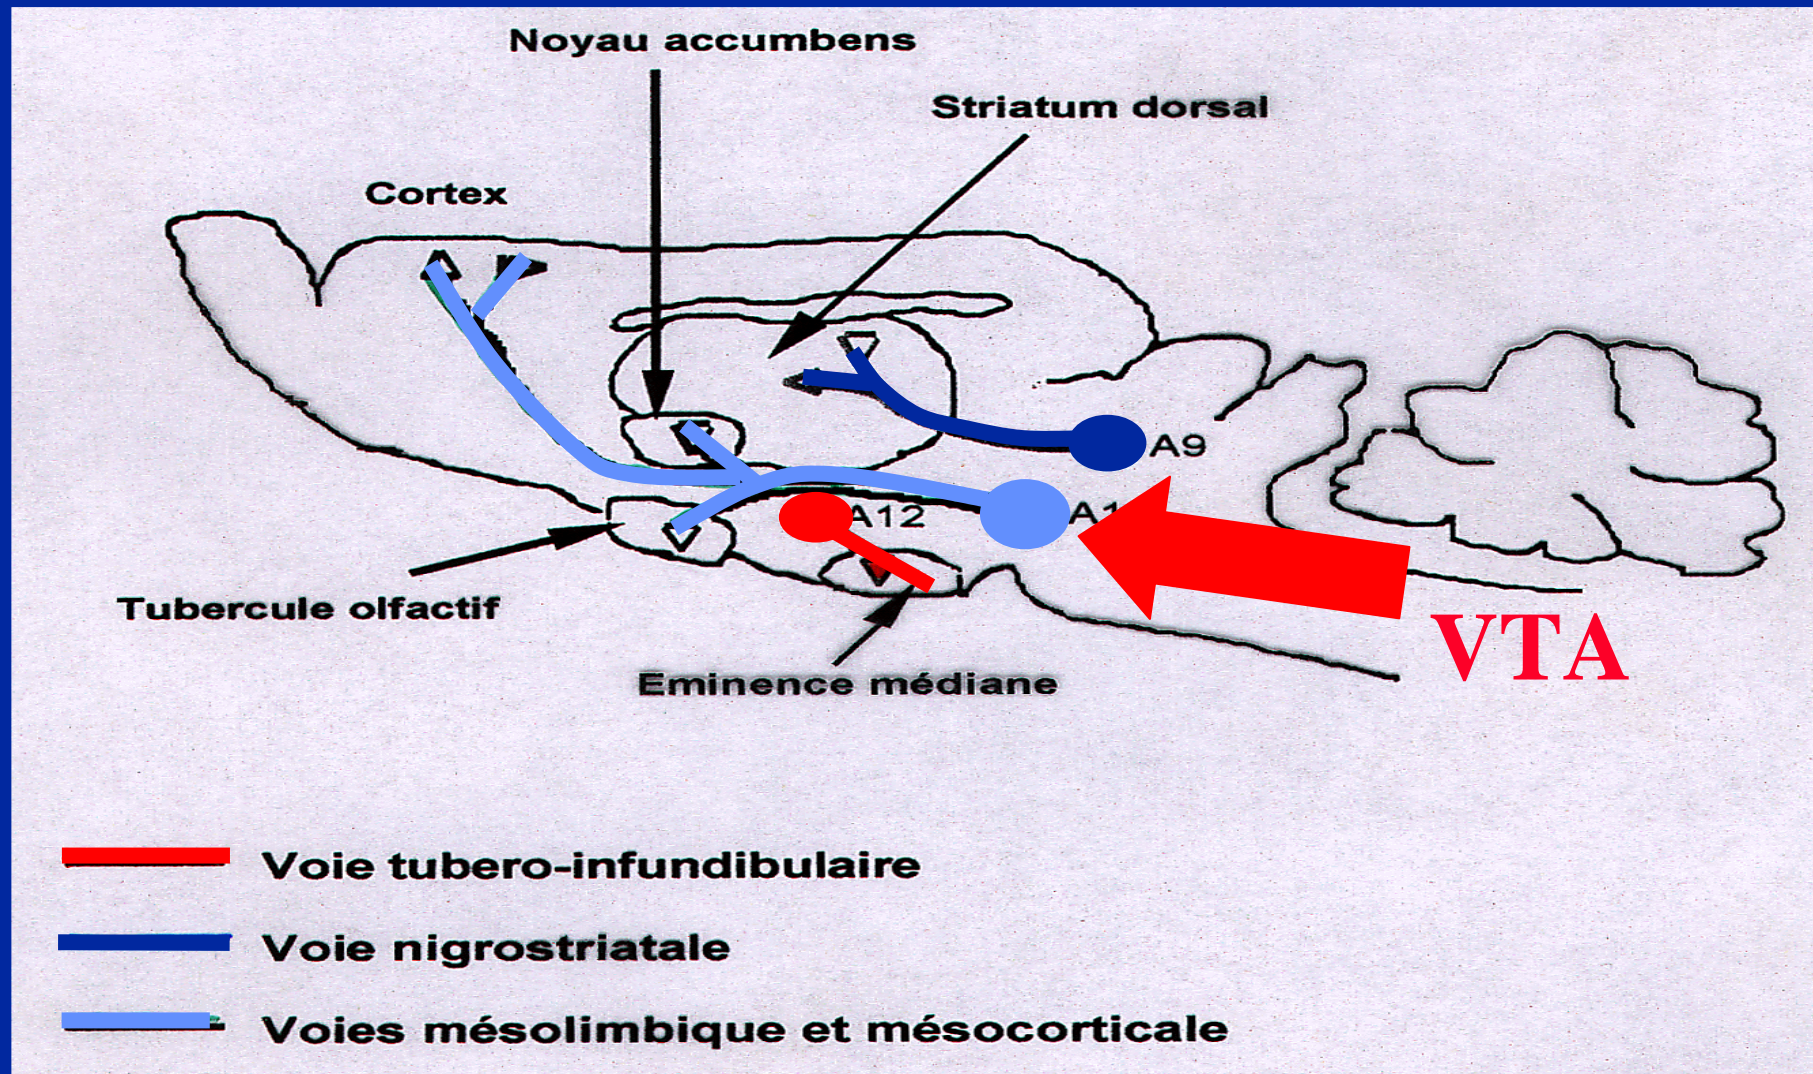 Noyau accumbens
Striatum dorsal
Cortex
A9
A12
A1
VTA
Tubercule olfactif
Eminence médiane
Voie tubero-infundibulaire
Voie nigrostriatale
Voies mésolimbique et mésocorticale